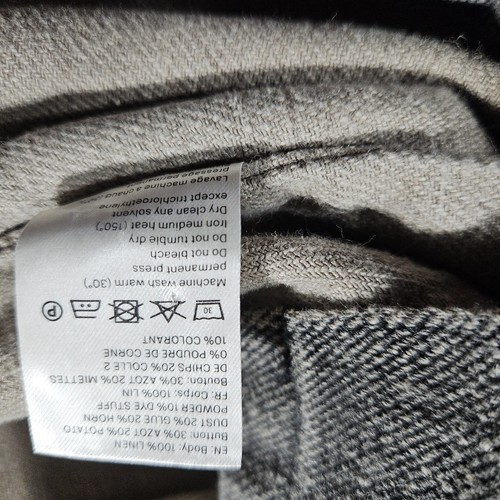 EN: Body: 100% LINEN
Button: 30% AZOT 20% POTATO
DUST 20% GLUE 20% HORN
POWDER 10% DYE STUFF
FR: Corps: 100% LIN
Bouton: 30% AZOT 20% MIETTES
DE CHIPS 20% COLLE 2
0% POUDRE DE CORNE
10% COLORANT
30 P
Machine wash warm (30°)
permanent press
Do not bleach
Do not tumble dry
Iron medium heat (150°)
Dry clean any solvent
except trichloroethylene
Lavage machine a chaud
pressage